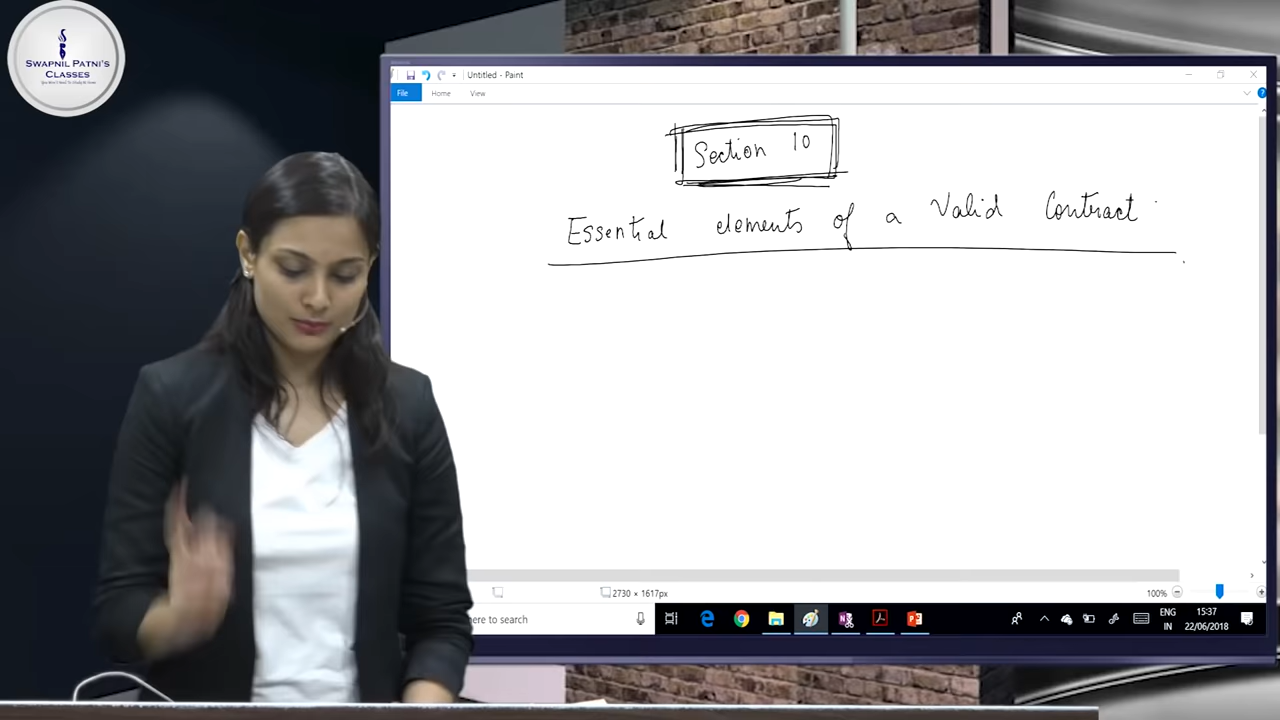 SWAPNIL PATNI'S
CLASSES
Untitled - Paint
File Home View
Section 10
Essential elements of a Valid Contract
2730 × 1617px
100%
here to search
ENG
IN
15:37
22/06/2018